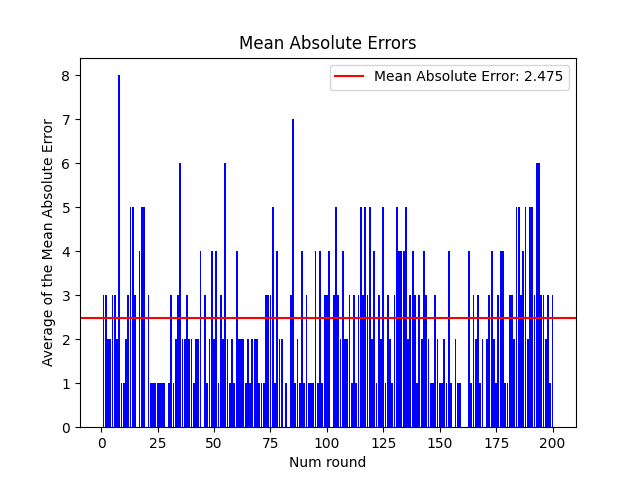 Mean Absolute Errors
Mean Absolute Error: 2.475
Average of the Mean Absolute Error
8
7
6
5
4
3
2
1
0
0 25 50 75 100 125 150 175 200
Num round